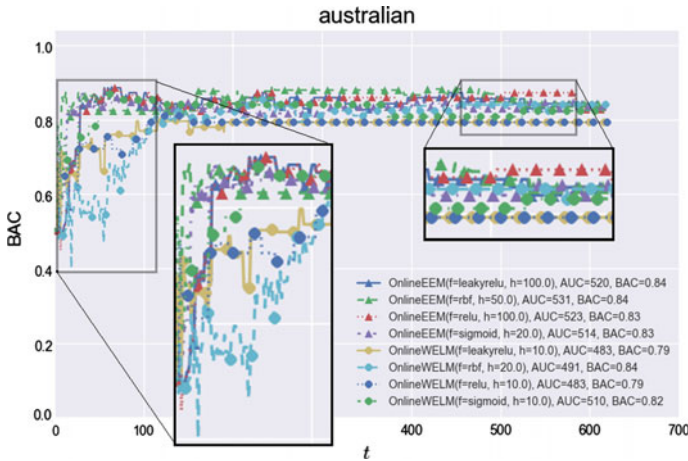 australian
1.0
0.8
0.6
0.4
0.2
0.0
BAC
OnlineEEM(f=leakyrelu, h=100.0), AUC=520, BAC=0.84
OnlineEEM(f=rbf, h=50.0), AUC=531, BAC=0.84
OnlineEEM(f=relu, h=100.0), AUC=523, BAC=0.83
OnlineEEM(f=sigmoid, h=20.0), AUC=514, BAC=0.83
OnlineWELM(f=leakyrelu, h=10.0), AUC=483, BAC=0.79
OnlineWELM(f=rbf, h=20.0), AUC=491, BAC=0.84
OnlineWELM(f=relu, h=10.0), AUC=483, BAC=0.79
OnlineWELM(f=sigmoid, h=10.0), AUC=510, BAC=0.82
0 100 400 500 600 700
t